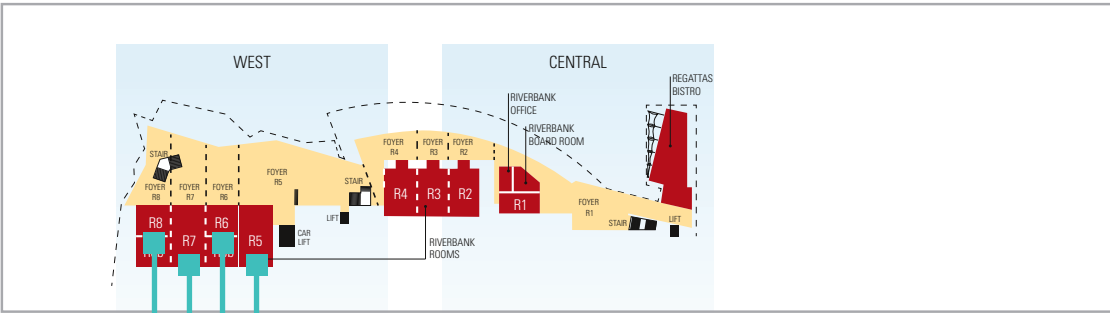 WEST
CENTRAL
REGATTAS
BISTRO
RIVERBANK
OFFICE
RIVERBANK
BOARD ROOM
FOYER
R4
FOYER
R3
FOYER
R2
STAIR
FOYER
R8
FOYER
R7
FOYER
R6
FOYER
R5
STAIR
R4
R3
R2
R1
FOYER
R1
STAIR
LIFT
LIFT
R8
R7
R6
R5
CAR
LIFT
RIVERBANK
ROOMS